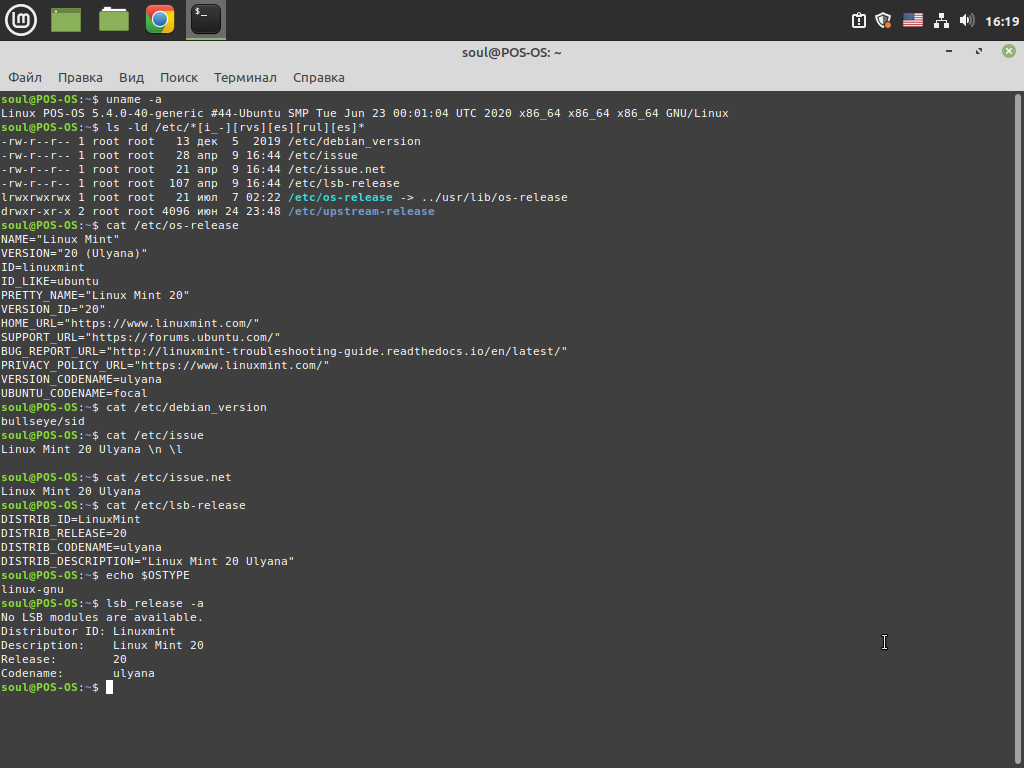 16:19
soul@POS-OS: ~
Файл Правка Вид Поиск Терминал Справка
soul@POS-OS:~$ uname -a
Linux POS-OS 5.4.0-40-generic #44-Ubuntu SMP Tue Jun 23 00:01:04 UTC 2020 x86_64 x86_64 x86_64 GNU/Linux
soul@POS-OS:~$ ls -ld /etc/*[i_-][rvs][es][rul][es]*
-rw-r--r-- 1 root root   13 дек  5  2019 /etc/debian_version
-rw-r--r-- 1 root root   28 апр  9 16:44 /etc/issue
-rw-r--r-- 1 root root   21 апр  9 16:44 /etc/issue.net
-rw-r--r-- 1 root root  107 апр  9 16:44 /etc/lsb-release
lrwxrwxrwx 1 root root   21 июл  7 02:22 /etc/os-release -> ../usr/lib/os-release
drwxr-xr-x 2 root root 4096 июн 24 23:48 /etc/upstream-release
soul@POS-OS:~$ cat /etc/os-release
NAME="Linux Mint"
VERSION="20 (Ulyana)"
ID=linuxmint
ID_LIKE=ubuntu
PRETTY_NAME="Linux Mint 20"
VERSION_ID="20"
HOME_URL="https://www.linuxmint.com/"
SUPPORT_URL="https://forums.ubuntu.com/"
BUG_REPORT_URL="http://linuxmint-troubleshooting-guide.readthedocs.io/en/latest/"
PRIVACY_POLICY_URL="https://www.linuxmint.com/"
VERSION_CODENAME=ulyana
UBUNTU_CODENAME=focal
soul@POS-OS:~$ cat /etc/debian_version
bullseye/sid
soul@POS-OS:~$ cat /etc/issue
Linux Mint 20 Ulyana \n \l
soul@POS-OS:~$ cat /etc/issue.net
Linux Mint 20 Ulyana
soul@POS-OS:~$ cat /etc/lsb-release
DISTRIB_ID=LinuxMint
DISTRIB_RELEASE=20
DISTRIB_CODENAME=ulyana
DISTRIB_DESCRIPTION="Linux Mint 20 Ulyana"
soul@POS-OS:~$ echo $OSTYPE
linux-gnu
soul@POS-OS:~$ lsb_release -a
No LSB modules are available.
Distributor ID: Linuxmint
Description:    Linux Mint 20
Release:        20
Codename:       ulyana
soul@POS-OS:~$